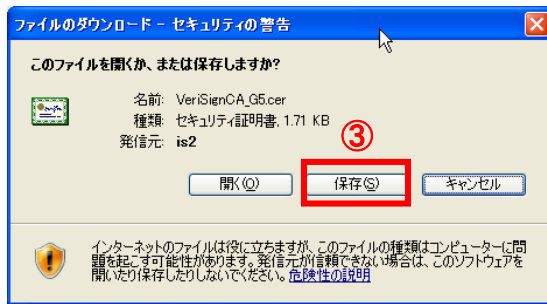 ファイルのダウンロード - セキュリティの警告
このファイルを開くか、または保存しますか?
名前: VeriSignCA_G5.cer
種類: セキュリティ証明書, 1.71 KB
発信元: is2
③
開く(O) 保存(S) キャンセル
インターネットのファイルは役に立ちますが、このファイルの種類はコンピューターに問
題を起こす可能性があります。発信元が信頼できない場合は、このソフトウェアを
開いたり保存したりしないでください。危険性の説明